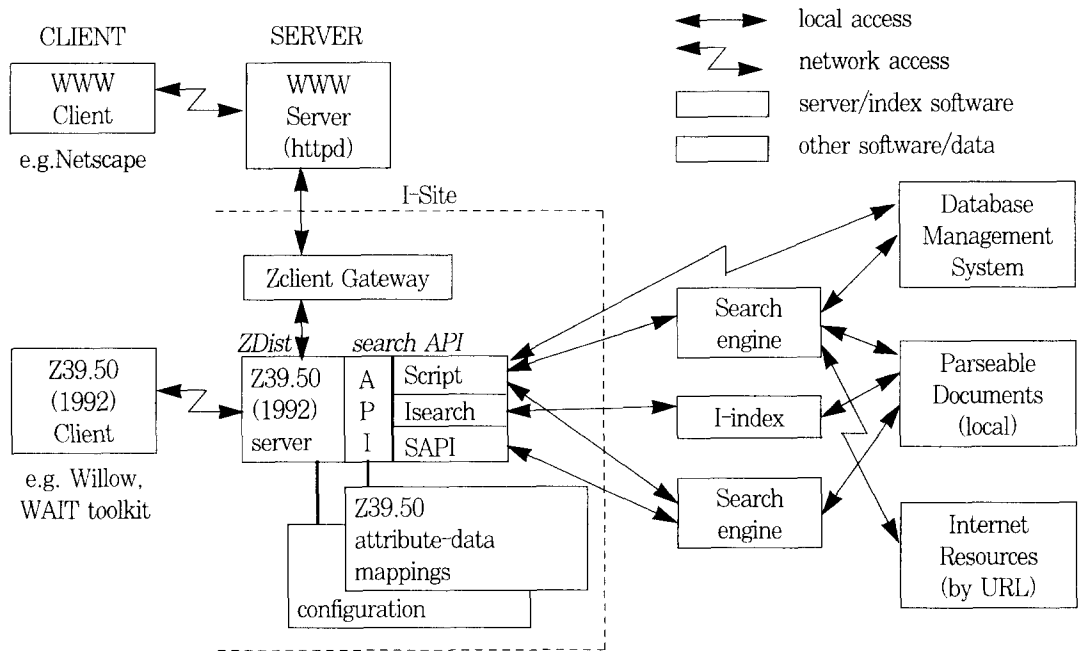 CLIENT
SERVER
local access
network access
server/index software
other software/data
WWW
Client
e.g.Netscape
WWW
Server
(httpd)
I-Site
Zclient Gateway
ZDist
search API
Z39.50
(1992)
Client
e.g. Willow,
WAIT toolkit
Z39.50
(1992)
server
A
P
I
Script
Isearch
SAPI
Z39.50
attribute-data
mappings
configuration
Search
engine
I-index
Search
engine
Database
Management
System
Parseable
Documents
(local)
Internet
Resources
(by URL)